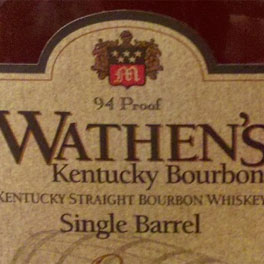 M
94 Proof
WATHEN'S
Kentucky Bourbon
KENTUCKY STRAIGHT BOURBON WHISKEY
Single Barrel